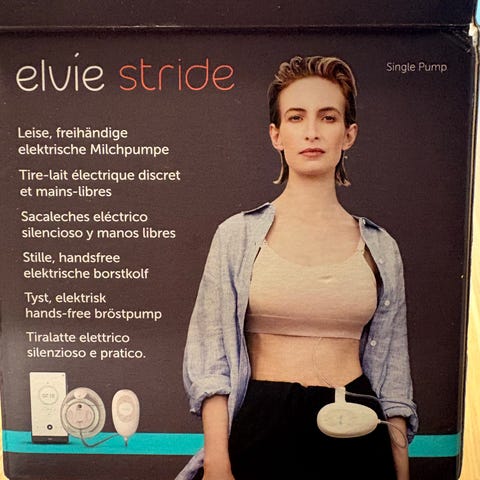 elvie stride
Single Pump
Leise, freihändige
elektrische Milchpumpe
Tire-lait électrique discret
et mains-libres
Sacaleches eléctrico
silencioso y manos libres
Stille, handsfree
elektrische borstkolf
Tyst, elektrisk
hands-free bröstpump
Tiralatte elettrico
silenzioso e pratico.